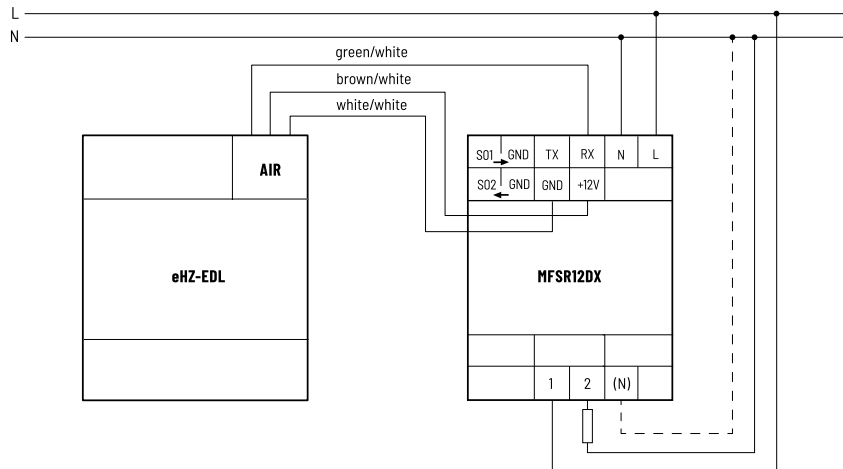 L
N
green/white
brown/white
white/white
AIR
S01 GND TX RX N L
S02 GND GND +12V
eHZ-EDL
MFSR12DX
1 2 (N)